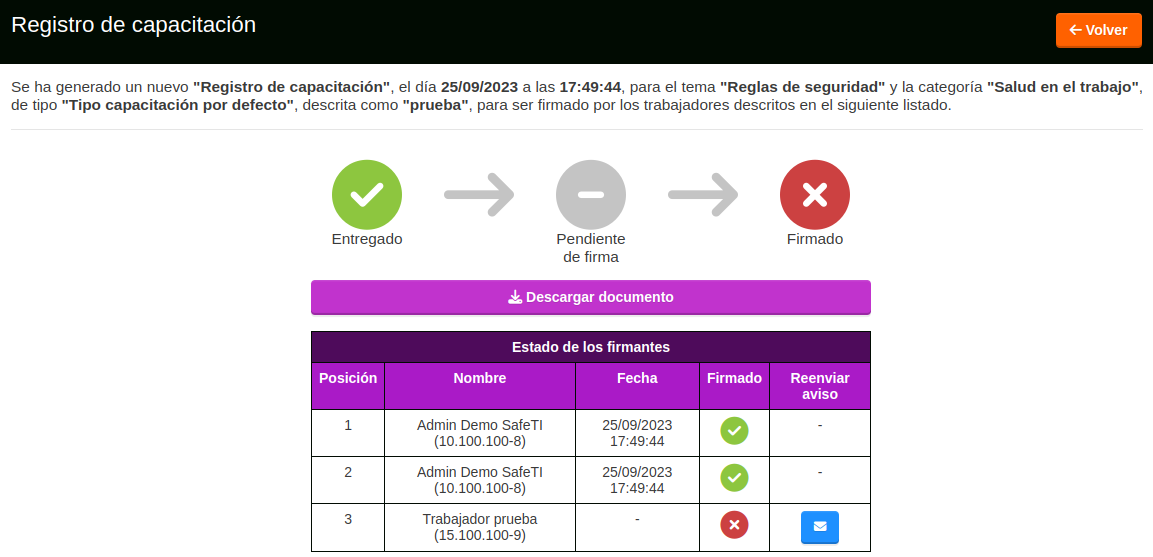 Registro de capacitación
Volver
Se ha generado un nuevo "Registro de capacitación", el día 25/09/2023 a las 17:49:44, para el tema "Reglas de seguridad" y la categoría "Salud en el trabajo",
de tipo "Tipo capacitación por defecto", descrita como "prueba", para ser firmado por los trabajadores descritos en el siguiente listado.
Entregado
Pendiente
de firma
Firmado
Descargar documento
Estado de los firmantes
Posición Nombre Fecha Firmado Reenviar
aviso
1 Admin Demo SafeTI 25/09/2023 -
(10.100.100-8) 17:49:44
2 Admin Demo SafeTI 25/09/2023 -
(10.100.100-8) 17:49:44
3 Trabajador prueba -
(15.100.100-9)